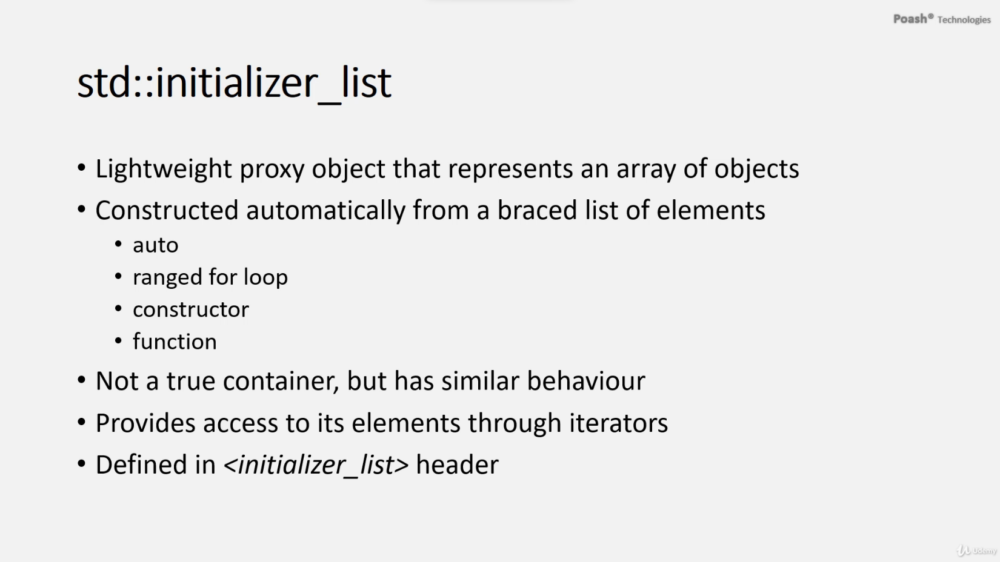 Poash® Technologies
std::initializer_list
• Lightweight proxy object that represents an array of objects
• Constructed automatically from a braced list of elements
• auto
• ranged for loop
• constructor
• function
• Not a true container, but has similar behaviour
• Provides access to its elements through iterators
• Defined in <initializer_list> header
Udemy